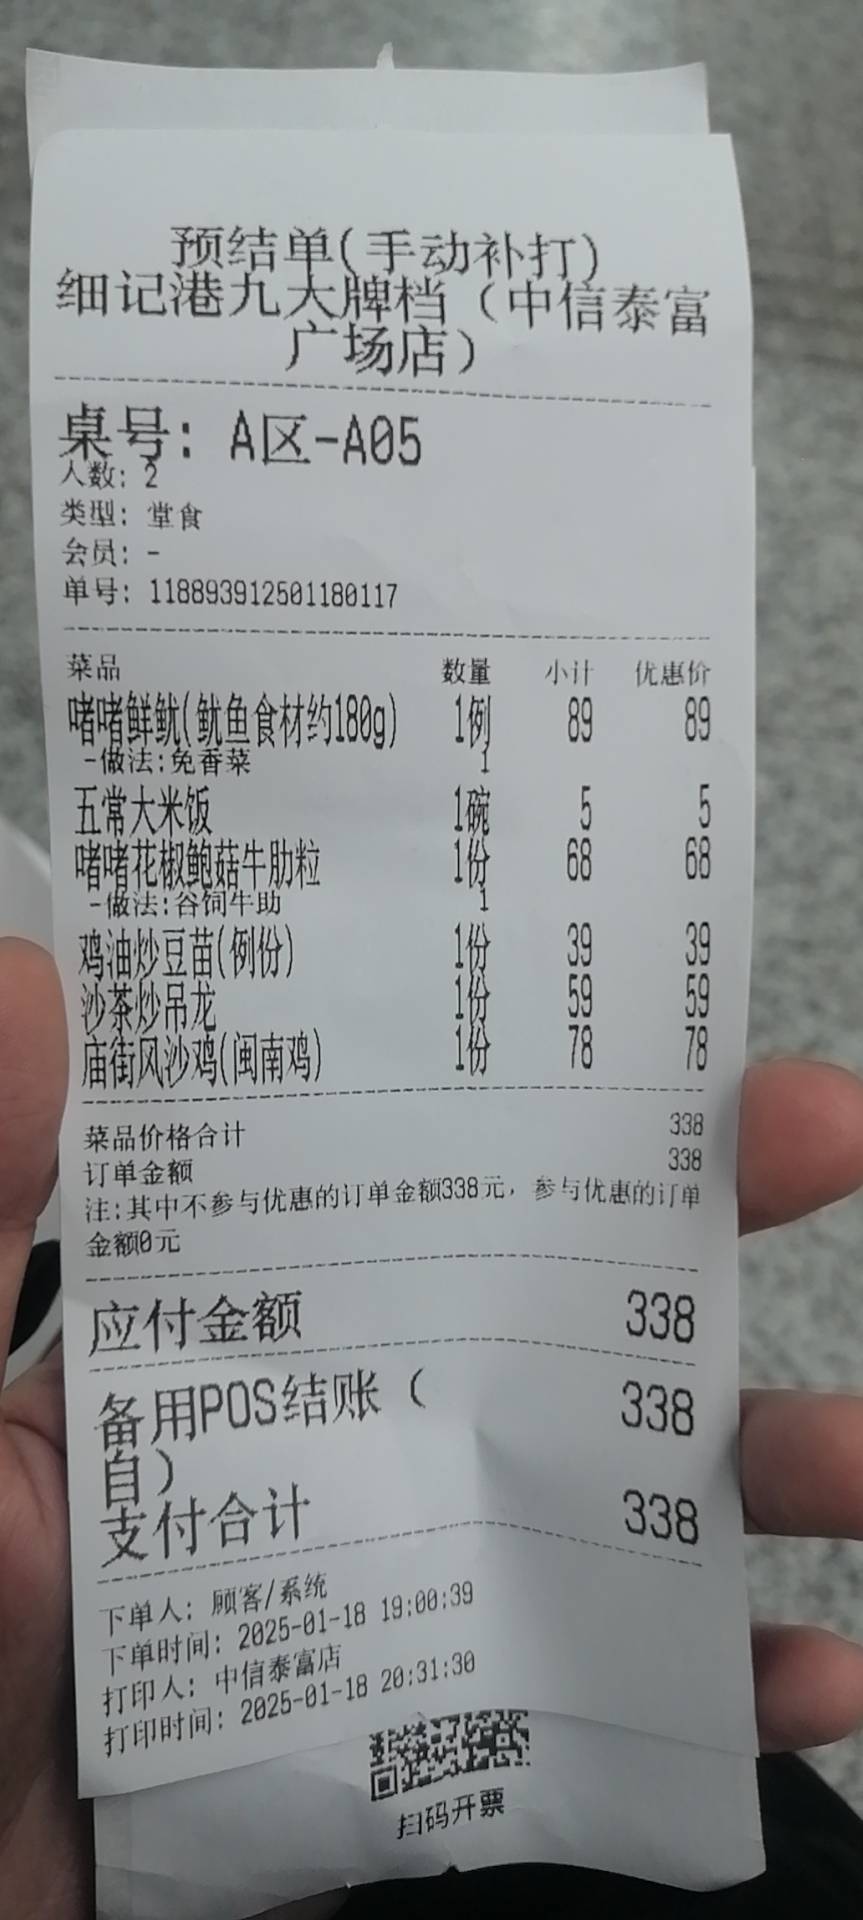 预结单(手动补打)
细记港九大牌档（中信泰富
广场店）
桌号: A区-A05
人数: 2
类型: 堂食
会员: -
单号: 118893912501180117
菜品 数量 小计 优惠价
啫啫鲜鱿(鱿鱼食材约180g) 1例 89 89
-做法:免香菜 1
五常大米饭 1碗 5 5
啫啫花椒鲍菇牛肋粒 1份 68 68
-做法:谷饲牛助 1
鸡油炒豆苗(例份) 1份 39 39
沙茶炒吊龙 1份 59 59
庙街风沙鸡(闽南鸡) 1份 78 78
菜品价格合计 338
订单金额 338
注:其中不参与优惠的订单金额338元，参与优惠的订单
金额0元
应付金额 338
备用POS结账（ 338
自）
支付合计 338
下单人: 顾客/系统
下单时间: 2025-01-18 19:00:39
打印人: 中信泰富店
打印时间: 2025-01-18 20:31:30
扫码开票